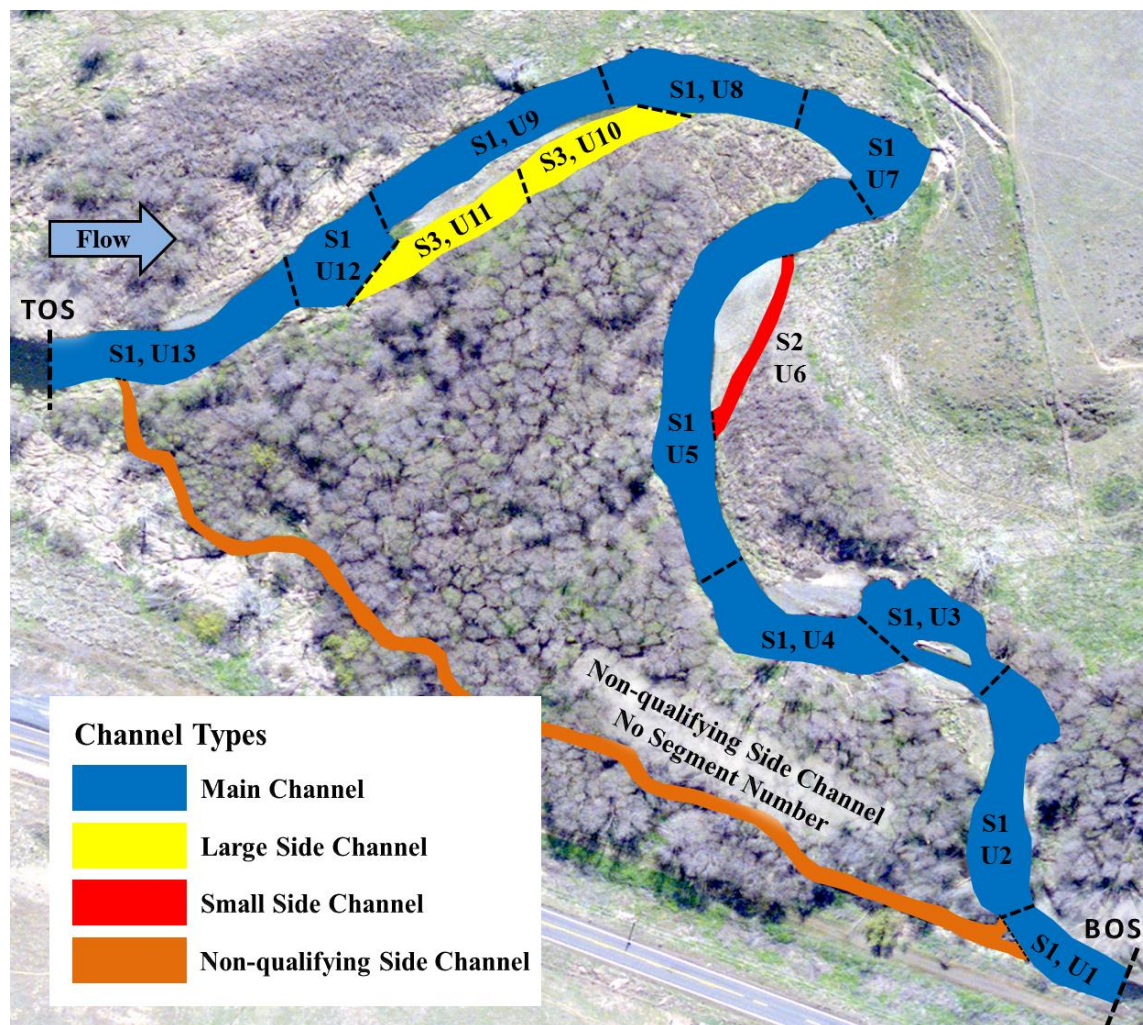 S1, U8
S1, U9
S3, U10
S1
U7
S3, U11
Flow
S1
U12
TOS
S1, U13
S2
U6
S1
U5
S1, U3
S1, U4
Non-qualifying Side Channel
No Segment Number
Channel Types
Main Channel
Large Side Channel
Small Side Channel
Non-qualifying Side Channel
S1
U2
BOS
S1, U1